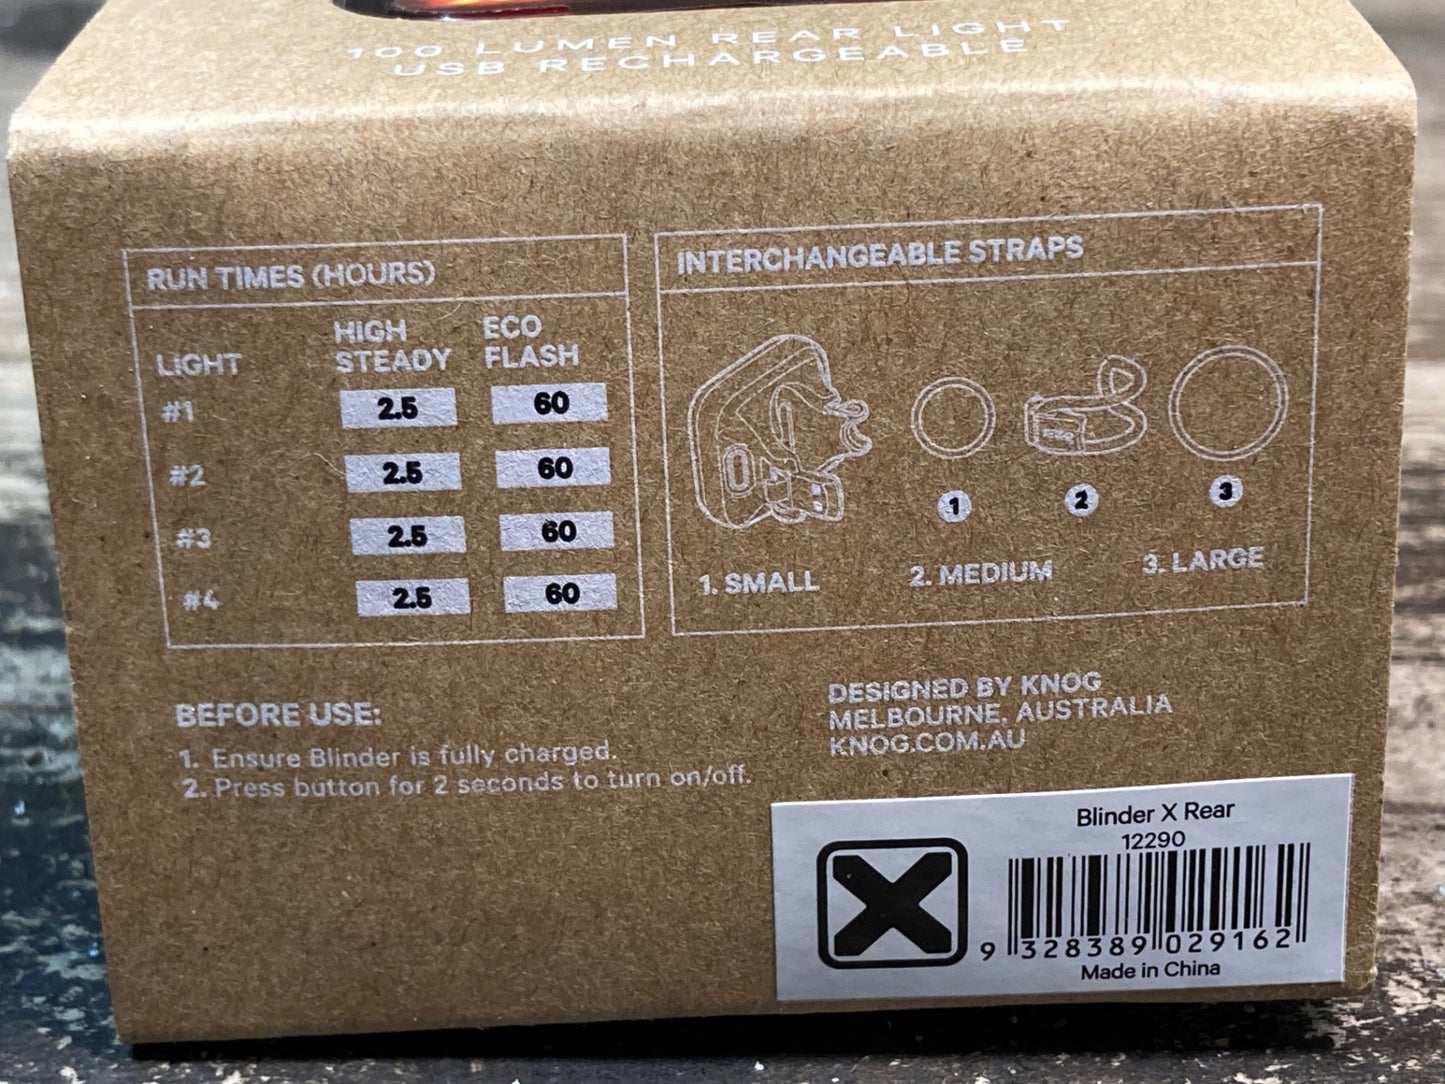 100 LUMEN REAR LIGHT
USB RECHARGEABLE
RUN TIMES (HOURS)
LIGHT HIGH STEADY ECO FLASH
#1 2.5 60
#2 2.5 60
#3 2.5 60
#4 2.5 60
INTERCHANGEABLE STRAPS
1 2 3
1. SMALL 2. MEDIUM 3. LARGE
BEFORE USE:
1. Ensure Blinder is fully charged.
2. Press button for 2 seconds to turn on/off.
DESIGNED BY KNOG
MELBOURNE, AUSTRALIA
KNOG.COM.AU
Blinder X Rear
12290
X
9 328389 029162
Made in China